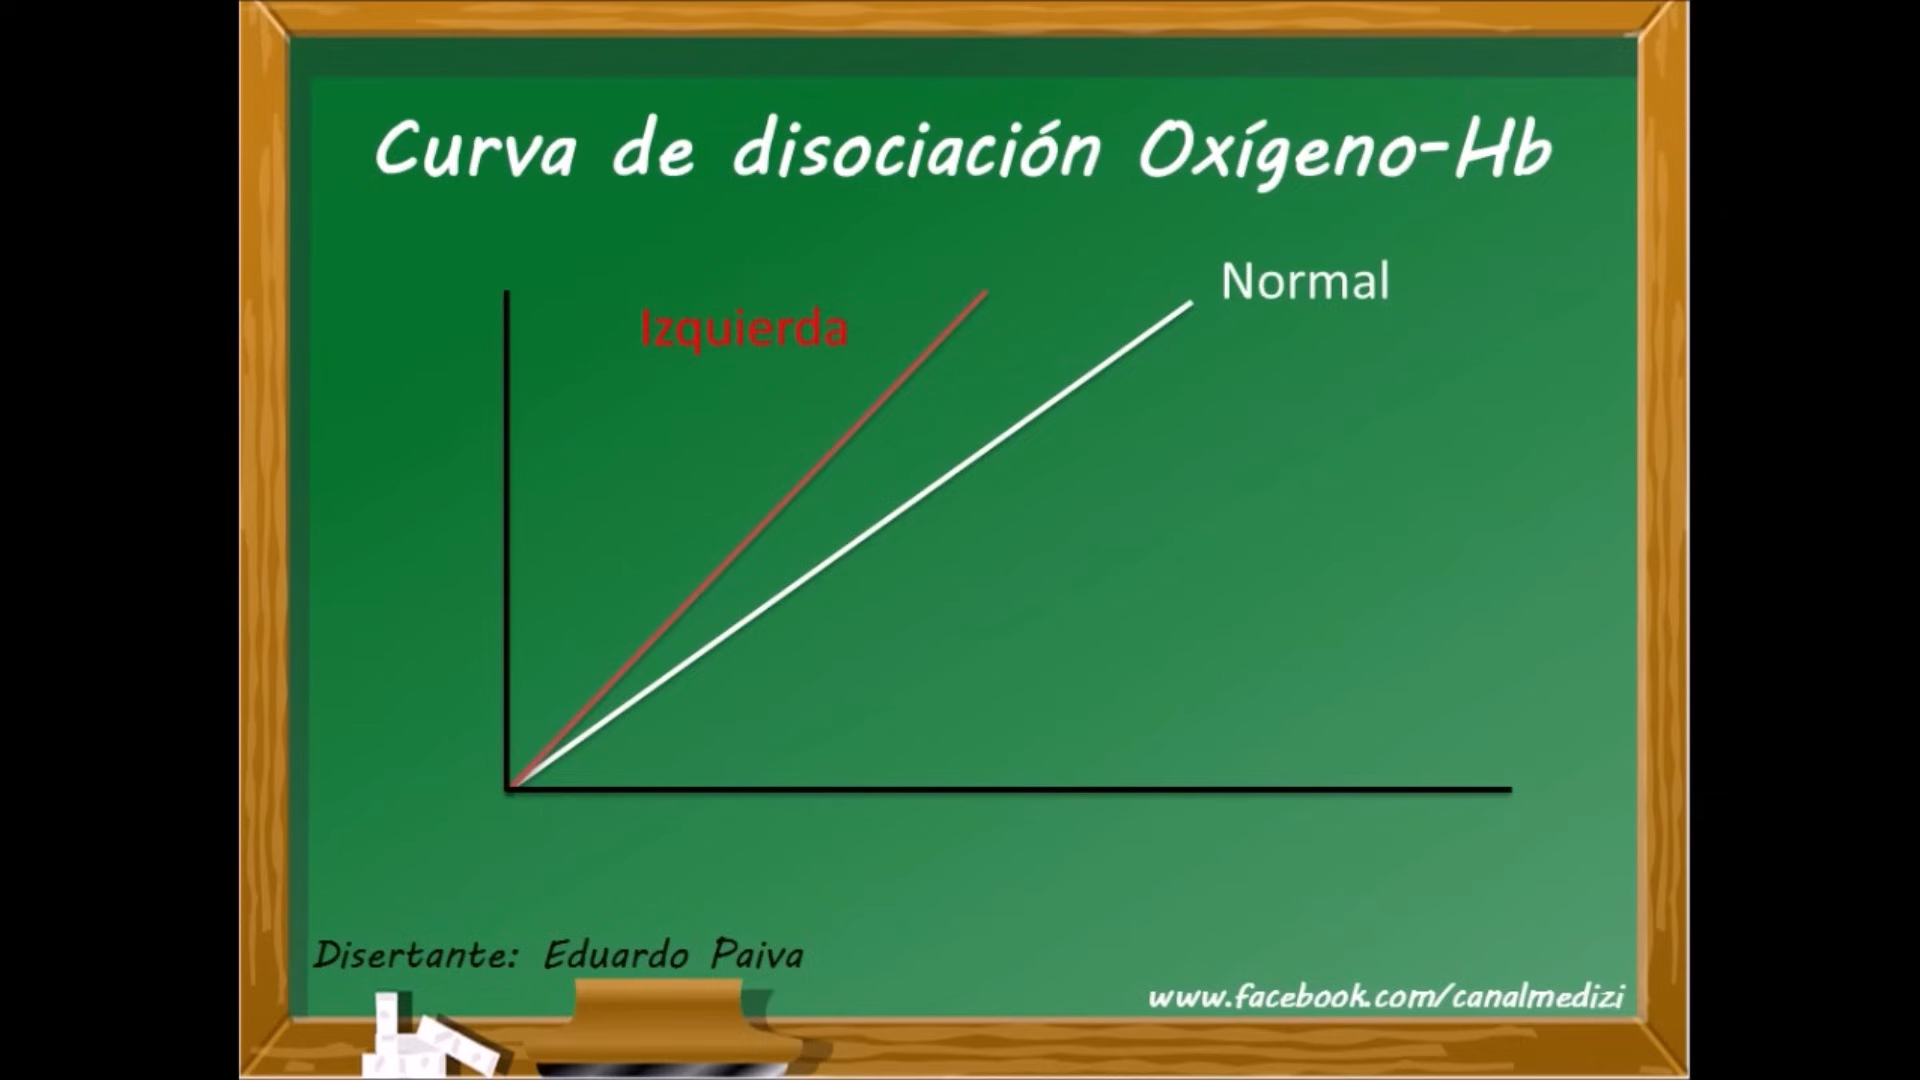 Curva de disociación Oxígeno-Hb
Normal
Izquierda
Disertante: Eduardo Paiva
www.facebook.com/canalmedizi